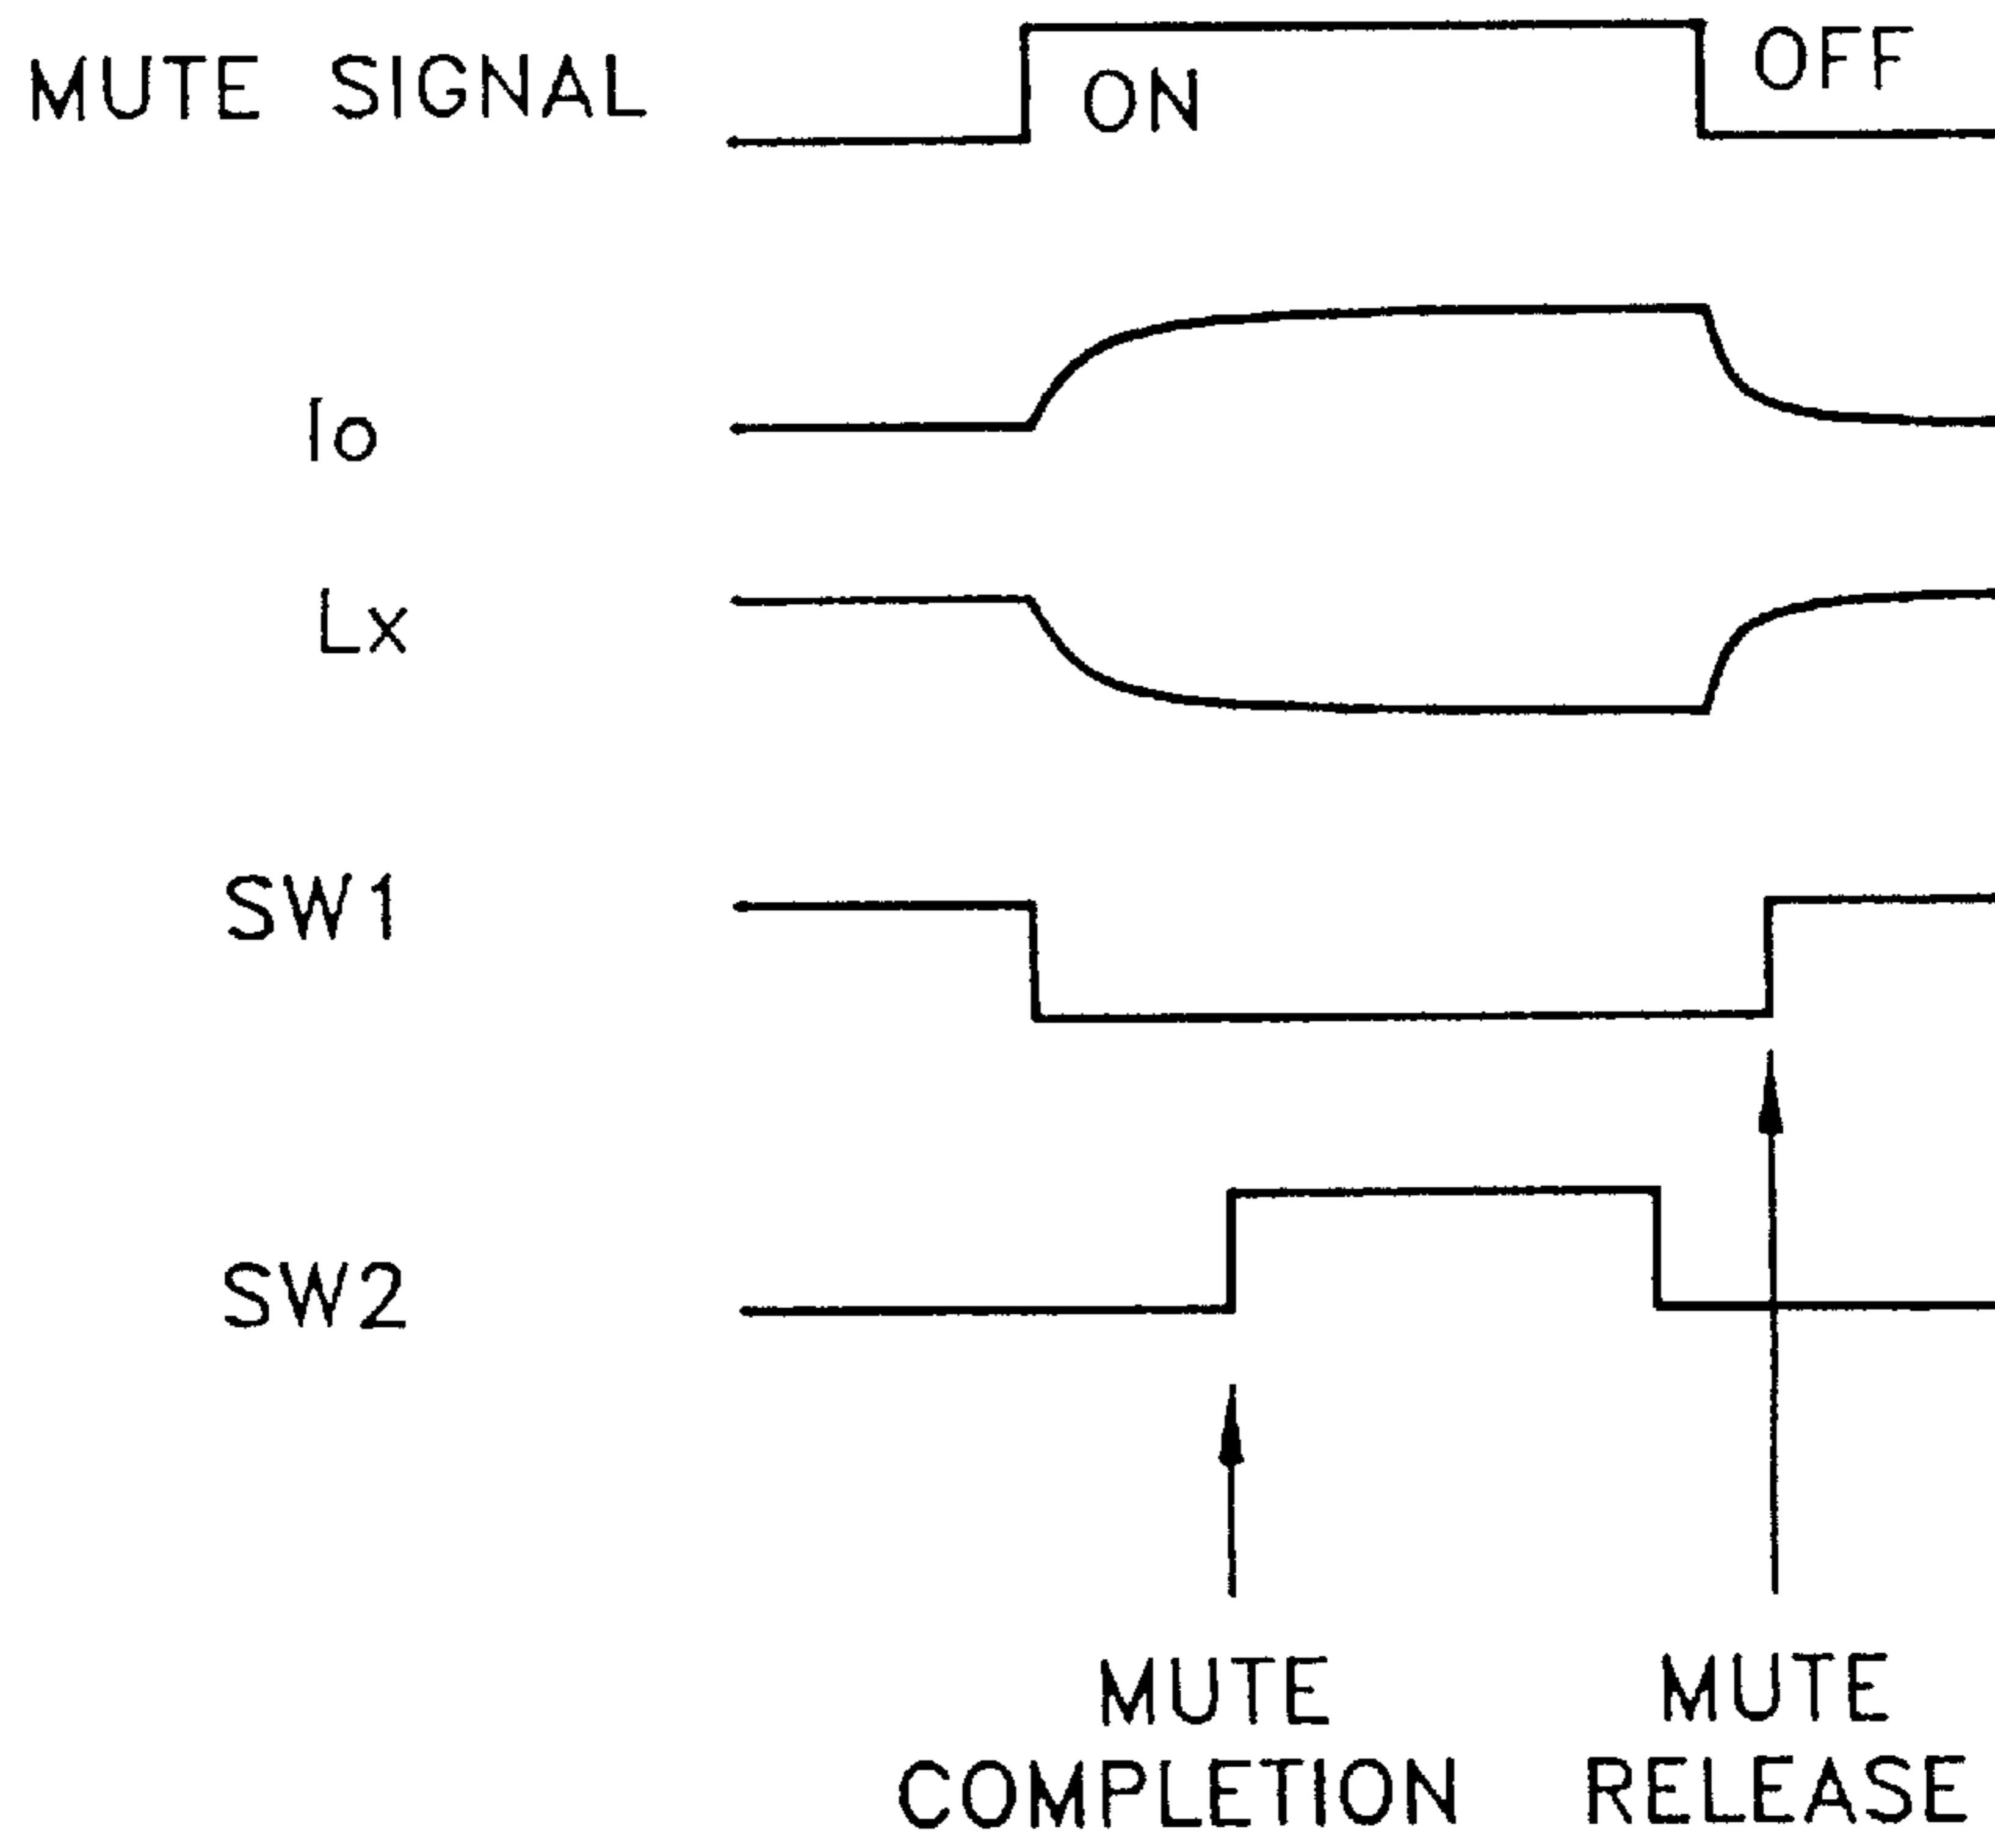 MUTE SIGNAL
ON
OFF
Io
Lx
SW1
SW2
MUTE
COMPLETION
MUTE
RELEASE